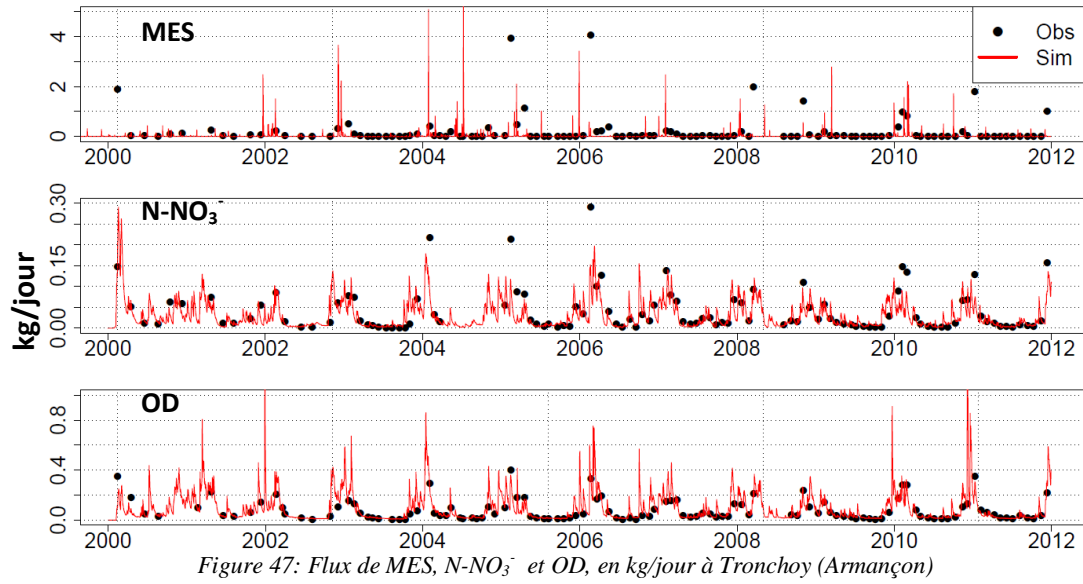 MES
Obs
Sim
4
2
0
2000 2002 2004 2006 2008 2010 2012
N-NO₃⁻
0.30
0.15
0.00
2000 2002 2004 2006 2008 2010 2012
kg/jour
OD
0.8
0.4
0.0
2000 2002 2004 2006 2008 2010 2012
Figure 47: Flux de MES, N-NO₃⁻ et OD, en kg/jour à Tronchoy (Armançon)